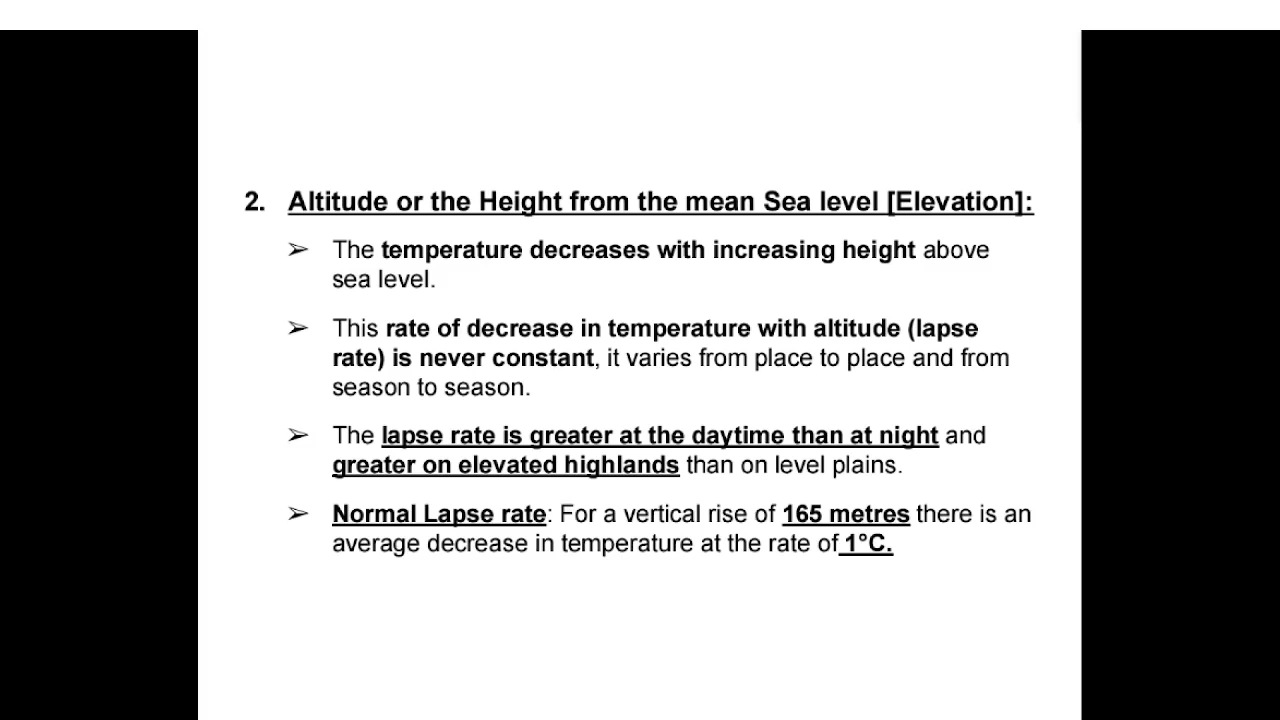 2. Altitude or the Height from the mean Sea level [Elevation]:
➢ The temperature decreases with increasing height above
sea level.
➢ This rate of decrease in temperature with altitude (lapse
rate) is never constant, it varies from place to place and from
season to season.
➢ The lapse rate is greater at the daytime than at night and
greater on elevated highlands than on level plains.
➢ Normal Lapse rate: For a vertical rise of 165 metres there is an
average decrease in temperature at the rate of 1°C.